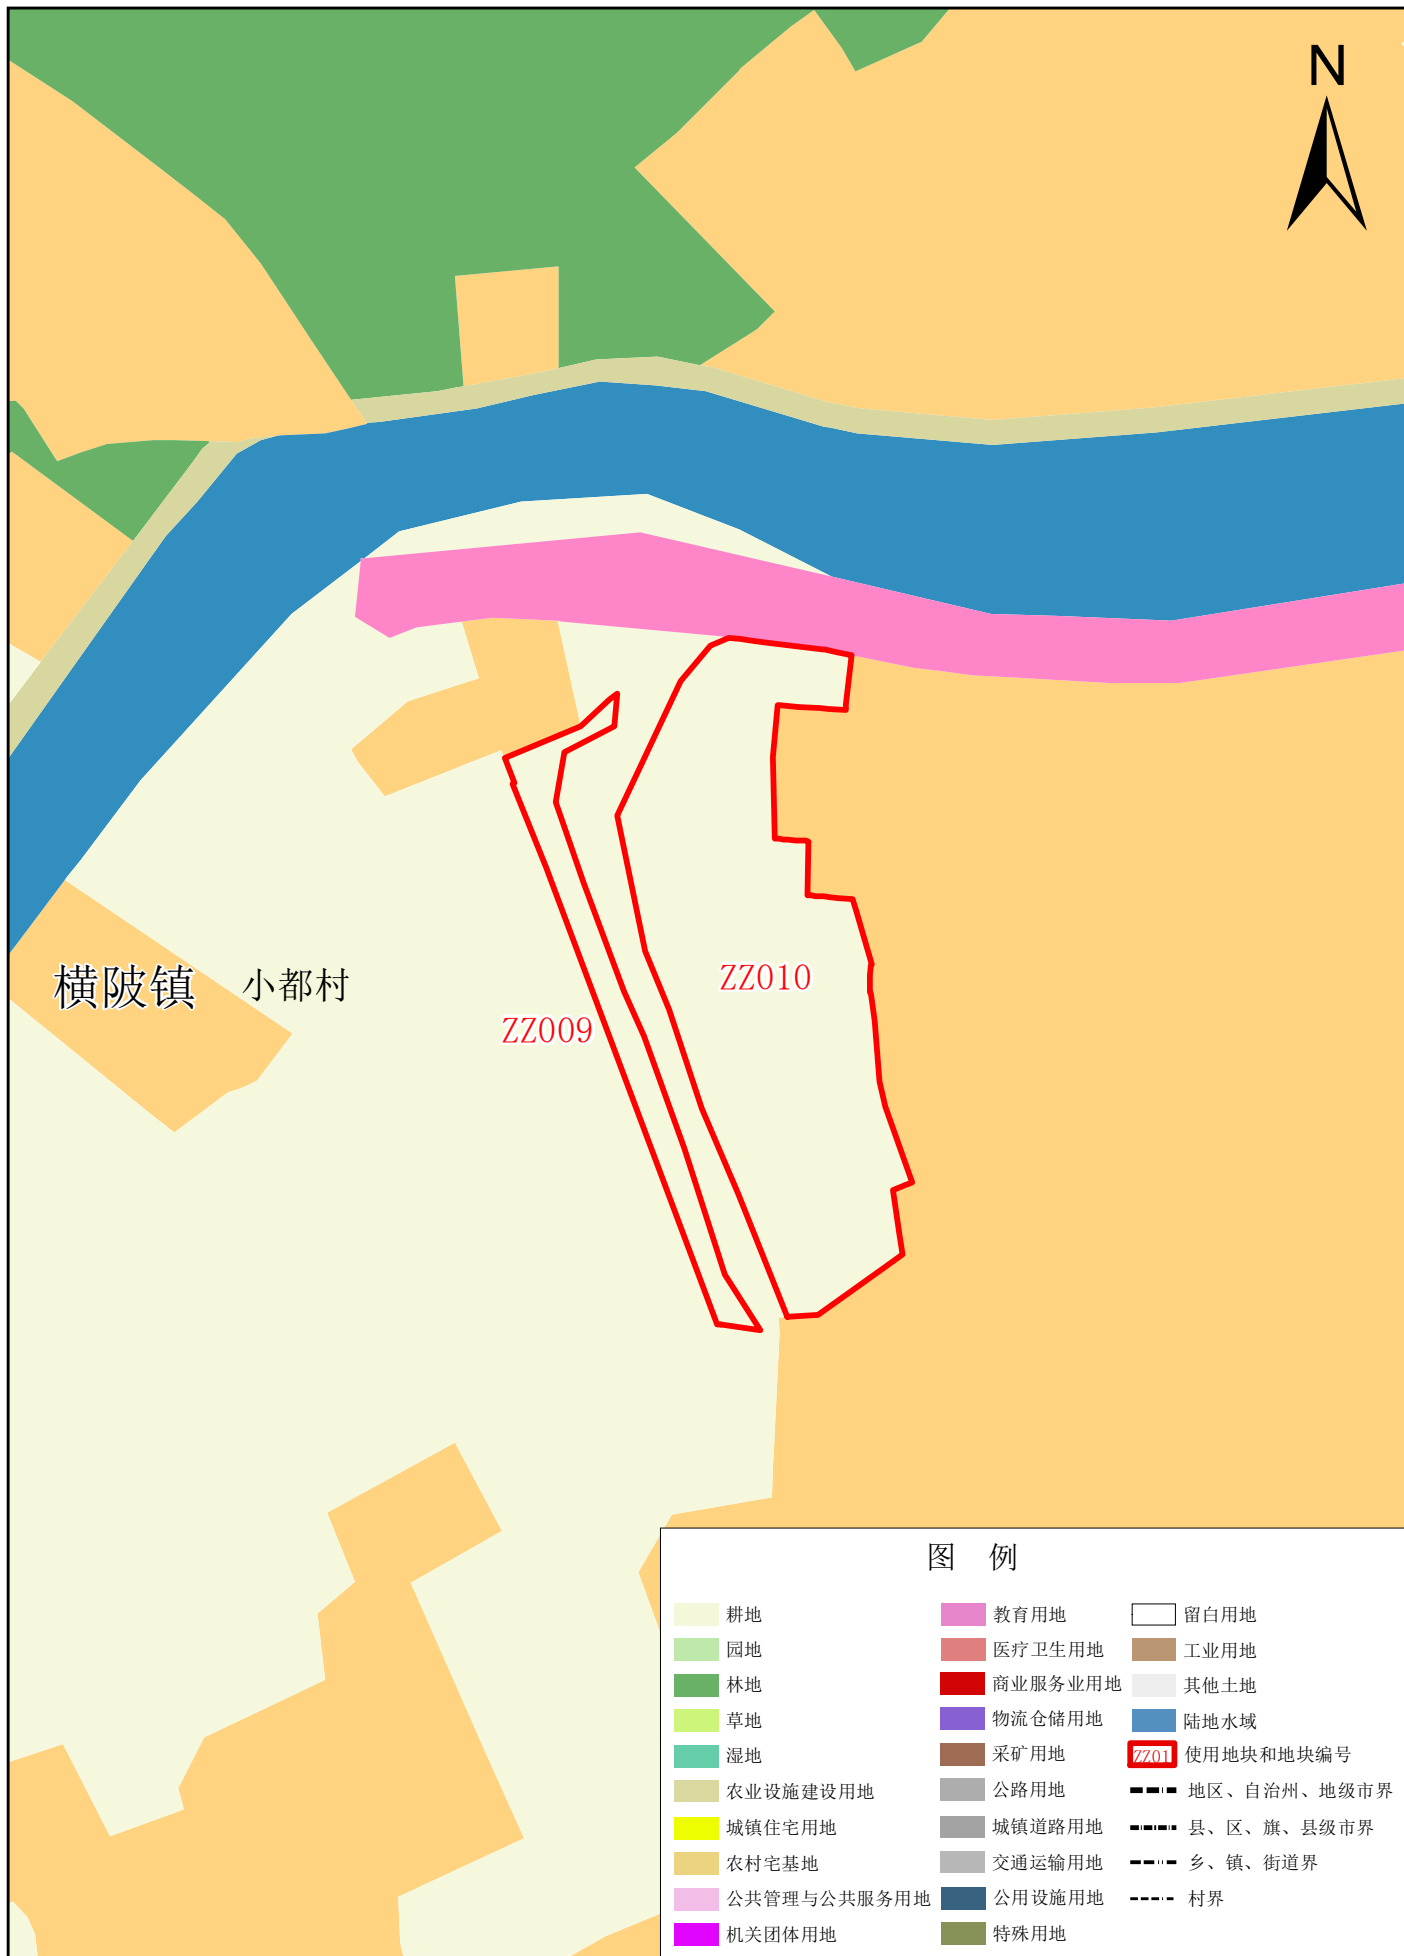 N
横陂镇 小都村
ZZ010
ZZ009
图 例
耕地
园地
林地
草地
湿地
农业设施建设用地
城镇住宅用地
农村宅基地
公共管理与公共服务用地
机关团体用地
教育用地
医疗卫生用地
商业服务业用地
物流仓储用地
采矿用地
公路用地
城镇道路用地
交通运输用地
公用设施用地
特殊用地
留白用地
工业用地
其他土地
陆地水域
ZZ01 使用地块和地块编号
地区、自治州、地级市界
县、区、旗、县级市界
乡、镇、街道界
村界